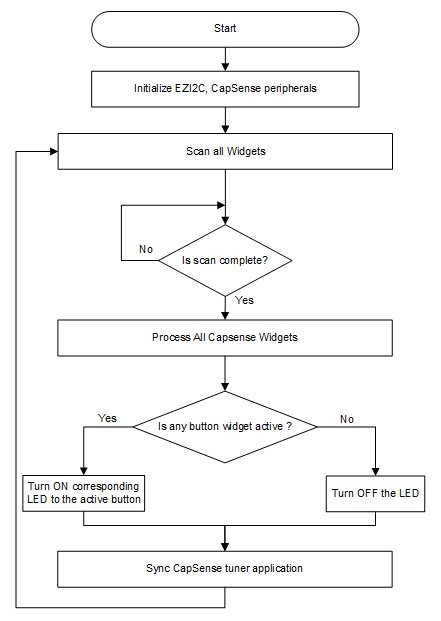 Start
Initialize EZI2C, CapSense peripherals
Scan all Widgets
No
Is scan complete?
Yes
Process All Capsense Widgets
Yes
Is any button widget active ?
No
Turn ON corresponding
LED to the active button
Turn OFF the LED
Sync CapSense tuner application